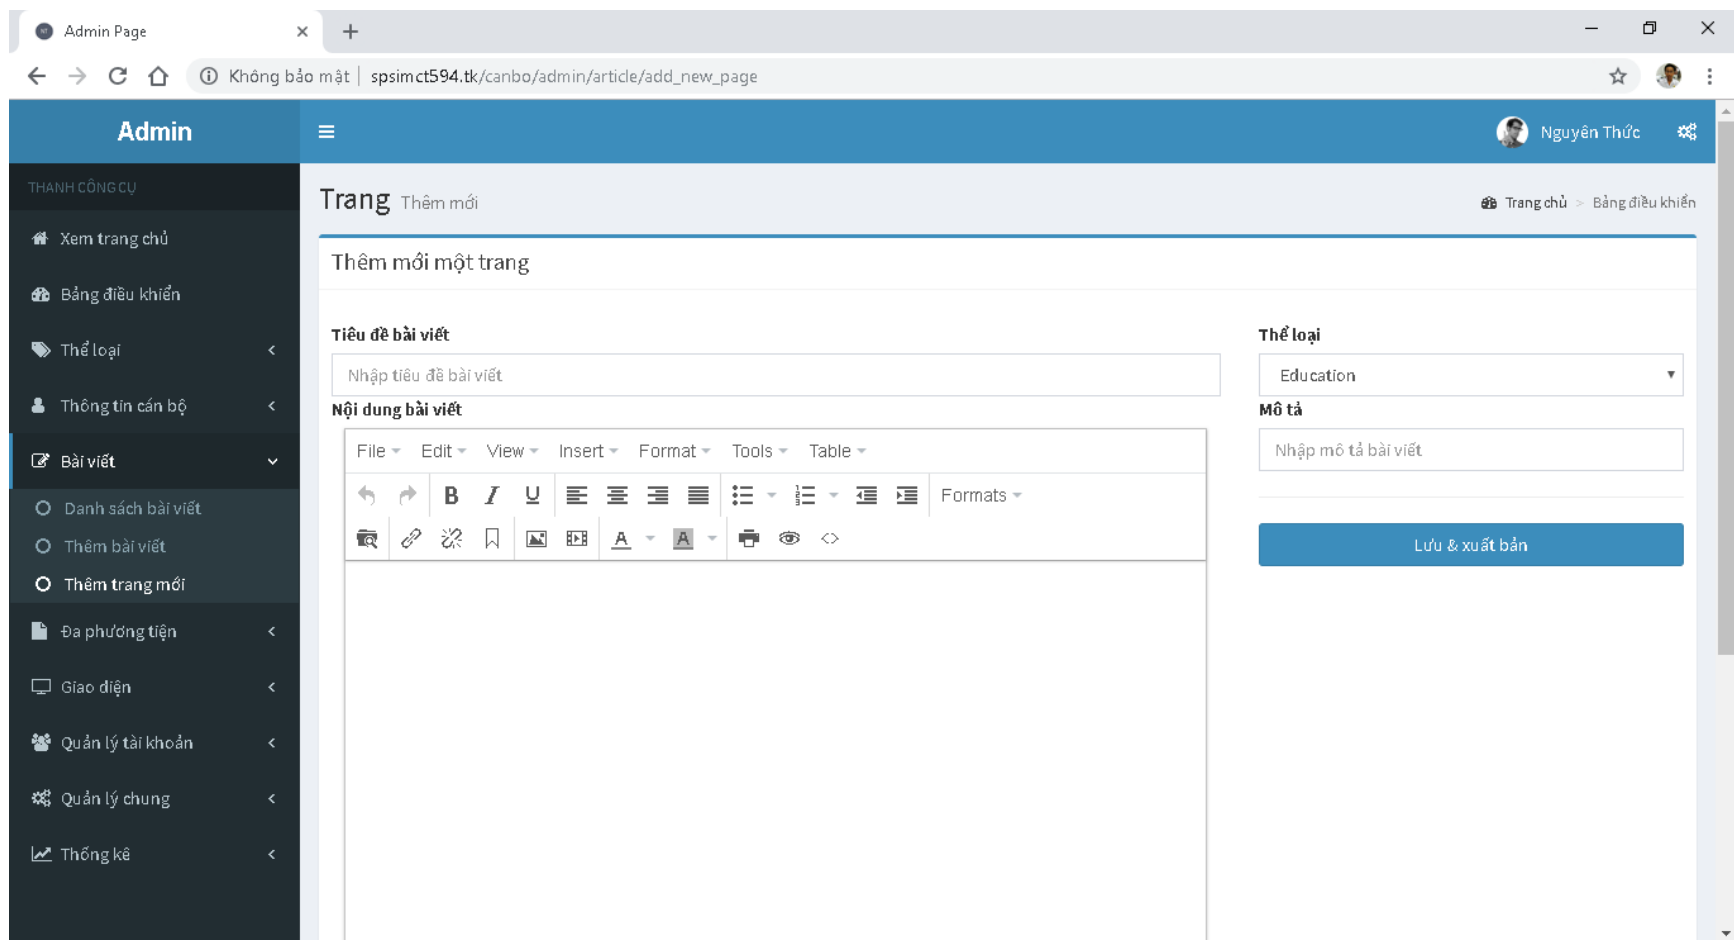 Admin Page
Không bảo mật | spsimct594.tk/canbo/admin/article/add_new_page
Admin
Nguyên Thức
THANH CÔNG CỤ
Trang Thêm mới
Trang chủ > Bảng điều khiển
Xem trang chủ
Bảng điều khiển
Thể loại
Thông tin cán bộ
Bài viết
Danh sách bài viết
Thêm bài viết
Thêm trang mới
Đa phương tiện
Giao diện
Quản lý tài khoản
Quản lý chung
Thống kê
Thêm mới một trang
Tiêu đề bài viết
Nhập tiêu đề bài viết
Nội dung bài viết
File Edit View Insert Format Tools Table
B I U Formats
A A
Thể loại
Education
Mô tả
Nhập mô tả bài viết
Lưu & xuất bản